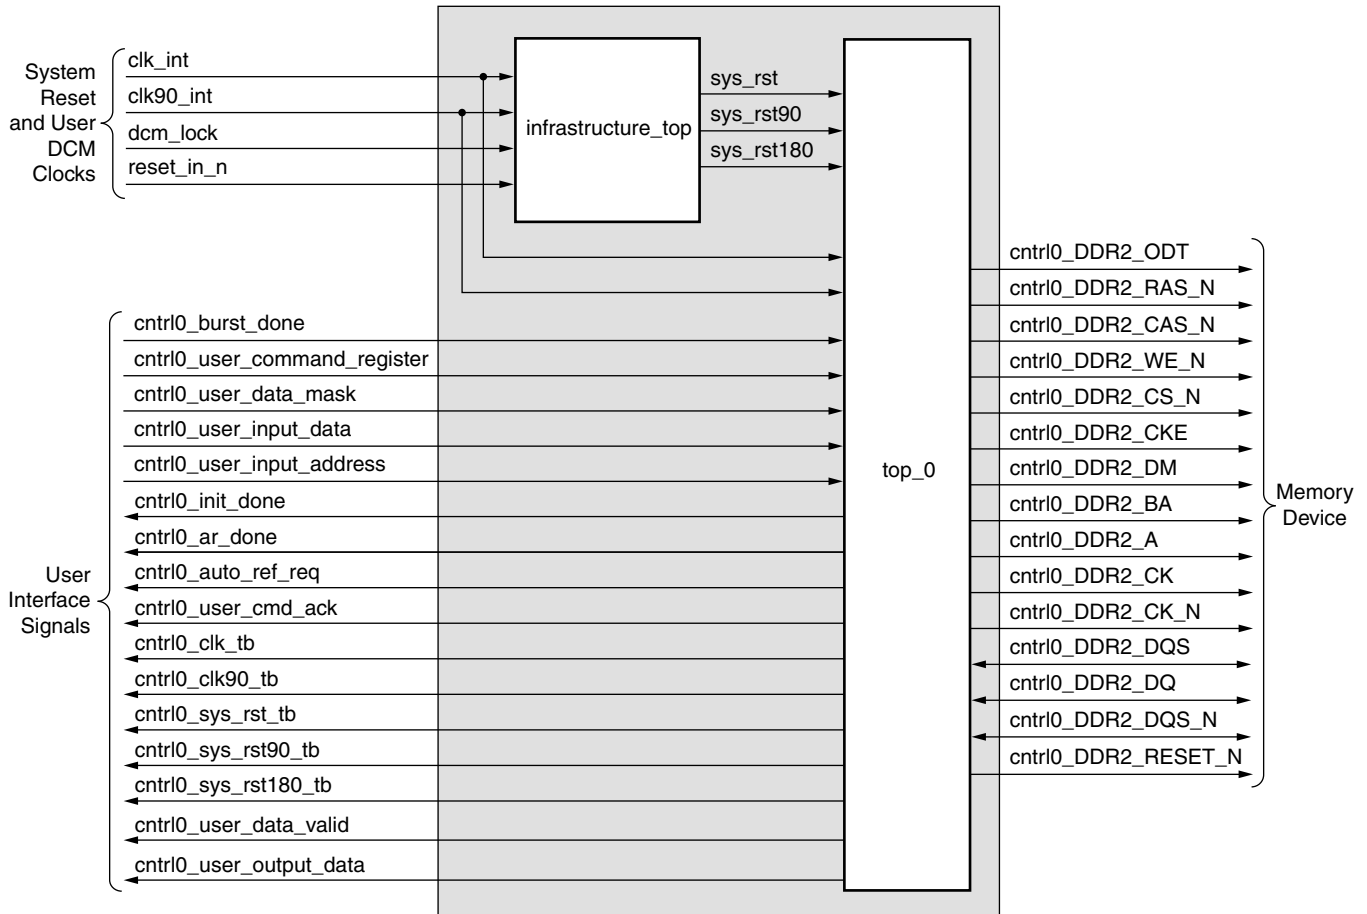 System
Reset
and User
DCM
Clocks
clk_int
clk90_int
dcm_lock
reset_in_n
infrastructure_top
sys_rst
sys_rst90
sys_rst180
User
Interface
Signals
cntrl0_burst_done
cntrl0_user_command_register
cntrl0_user_data_mask
cntrl0_user_input_data
cntrl0_user_input_address
cntrl0_init_done
cntrl0_ar_done
cntrl0_auto_ref_req
cntrl0_user_cmd_ack
cntrl0_clk_tb
cntrl0_clk90_tb
cntrl0_sys_rst_tb
cntrl0_sys_rst90_tb
cntrl0_sys_rst180_tb
cntrl0_user_data_valid
cntrl0_user_output_data
top_0
cntrl0_DDR2_ODT
cntrl0_DDR2_RAS_N
cntrl0_DDR2_CAS_N
cntrl0_DDR2_WE_N
cntrl0_DDR2_CS_N
cntrl0_DDR2_CKE
cntrl0_DDR2_DM
cntrl0_DDR2_BA
cntrl0_DDR2_A
cntrl0_DDR2_CK
cntrl0_DDR2_CK_N
cntrl0_DDR2_DQS
cntrl0_DDR2_DQ
cntrl0_DDR2_DQS_N
cntrl0_DDR2_RESET_N
Memory
Device